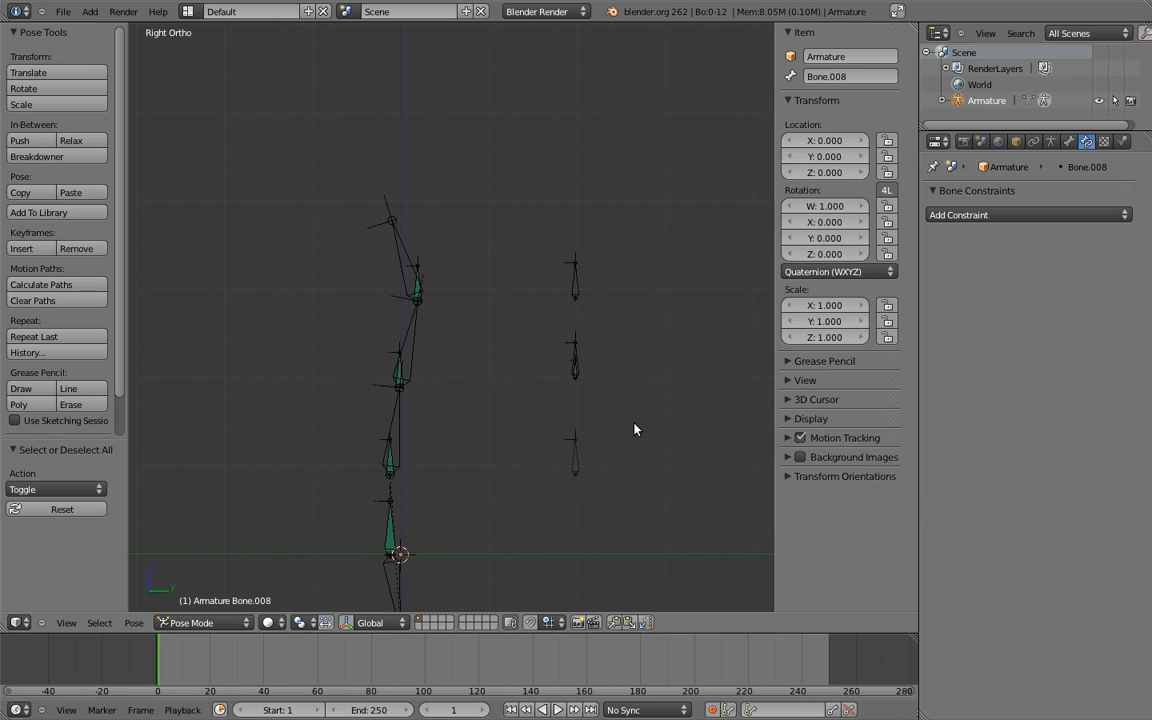 File Add Render Help Default Scene Blender Render blender.org 262 | Bo:0-12 | Mem:8.05M (0.10M) | Armature
Pose Tools
Transform:
Translate
Rotate
Scale
In-Between:
Push Relax
Breakdowner
Pose:
Copy Paste
Add To Library
Keyframes:
Insert Remove
Motion Paths:
Calculate Paths
Clear Paths
Repeat:
Repeat Last
History...
Grease Pencil:
Draw Line
Poly Erase
Use Sketching Sessio
Select or Deselect All
Action
Toggle
Reset
Right Ortho
y
(1) Armature Bone.008
Item
Armature
Bone.008
Transform
Location:
X: 0.000
Y: 0.000
Z: 0.000
Rotation: 4L
W: 1.000
X: 0.000
Y: 0.000
Z: 0.000
Quaternion (WXYZ)
Scale:
X: 1.000
Y: 1.000
Z: 1.000
Grease Pencil
View
3D Cursor
Display
Motion Tracking
Background Images
Transform Orientations
View Search All Scenes
Scene
RenderLayers |
World
Armature |
Armature Bone.008
Bone Constraints
Add Constraint
View Select Pose Pose Mode Global
-40 -20 0 20 40 60 80 100 120 140 160 180 200 220 240 260 280
View Marker Frame Playback Start: 1 End: 250 1 No Sync